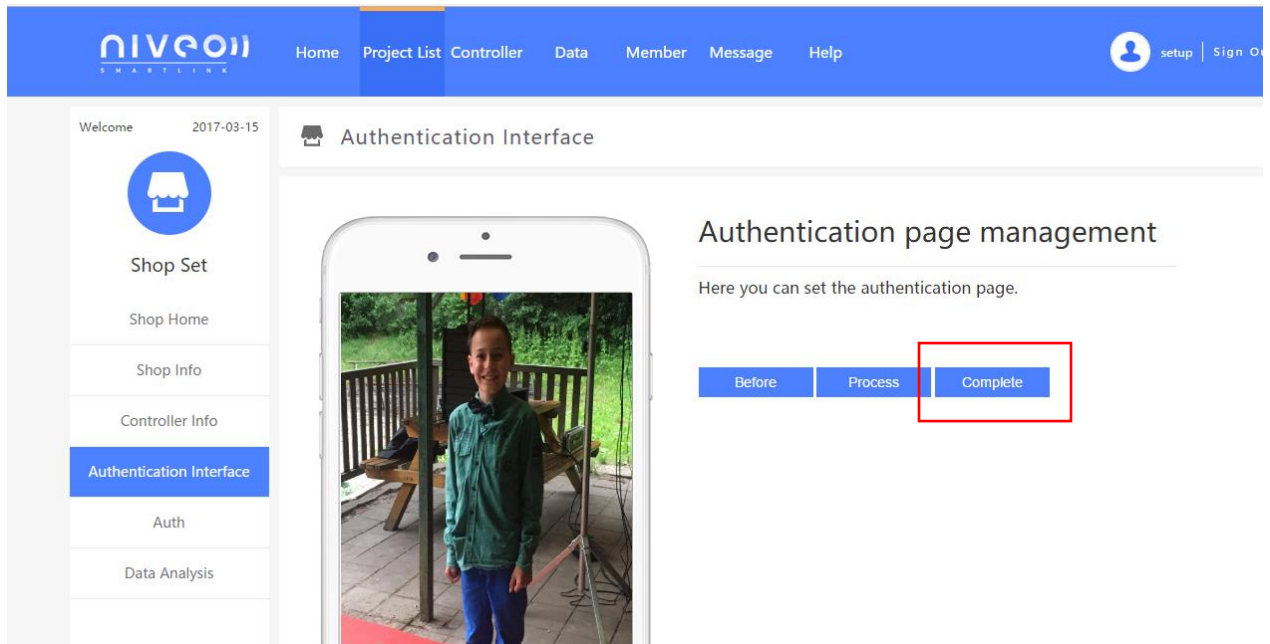 niveo
SMARTLINK
Home Project List Controller Data Member Message Help
setup | Sign Ou
Welcome 2017-03-15
Shop Set
Shop Home
Shop Info
Controller Info
Authentication Interface
Auth
Data Analysis
Authentication Interface
Authentication page management
Here you can set the authentication page.
Before Process Complete